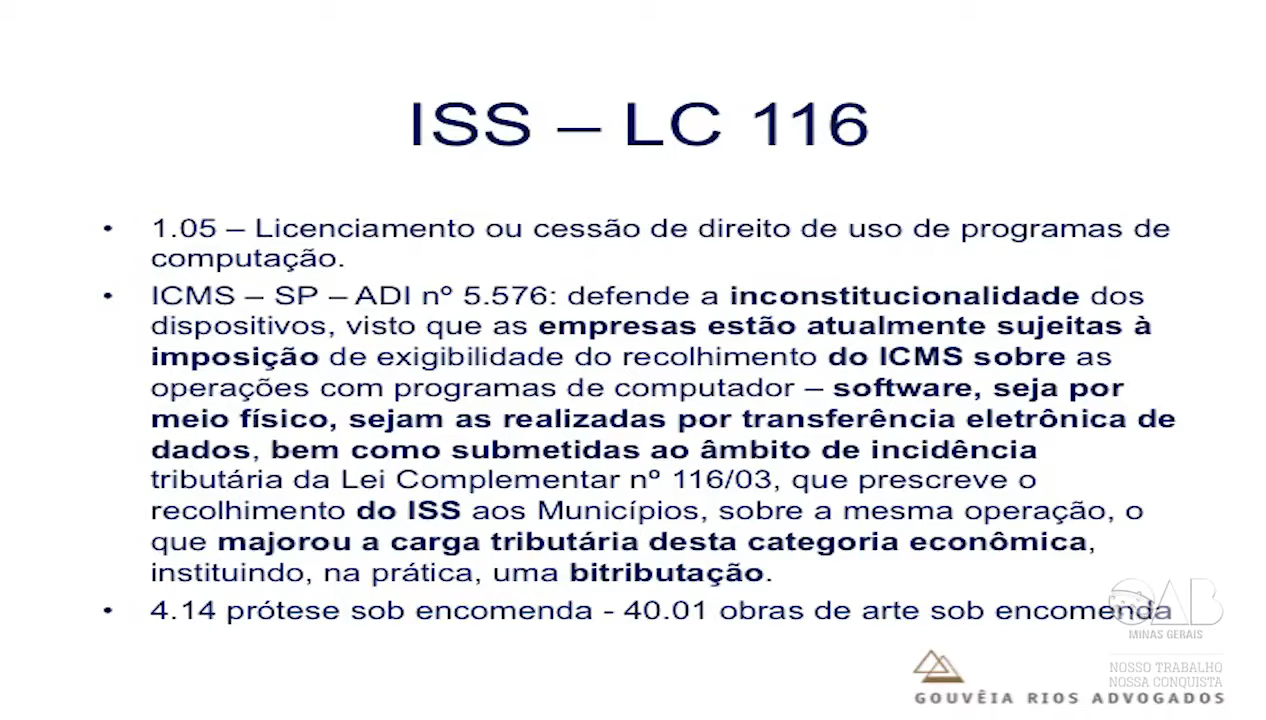 ISS – LC 116
• 1.05 – Licenciamento ou cessão de direito de uso de programas de
computação.
• ICMS – SP – ADI nº 5.576: defende a inconstitucionalidade dos
dispositivos, visto que as empresas estão atualmente sujeitas à
imposição de exigibilidade do recolhimento do ICMS sobre as
operações com programas de computador – software, seja por
meio físico, sejam as realizadas por transferência eletrônica de
dados, bem como submetidas ao âmbito de incidência
tributária da Lei Complementar nº 116/03, que prescreve o
recolhimento do ISS aos Municípios, sobre a mesma operação, o
que majorou a carga tributária desta categoria econômica,
instituindo, na prática, uma bitributação.
• 4.14 prótese sob encomenda - 40.01 obras de arte sob encomenda
OAB
MINAS GERAIS
NOSSO TRABALHO
NOSSA CONQUISTA
GOUVÊIA RIOS ADVOGADOS